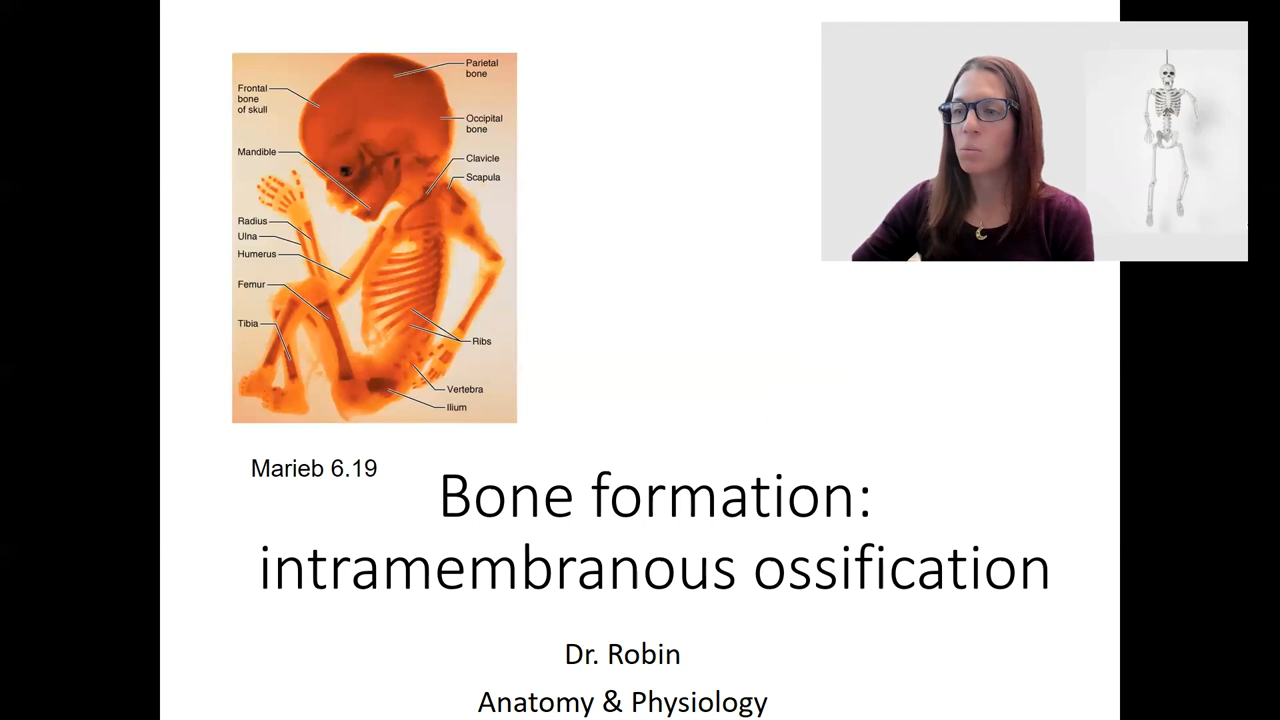 Parietal
bone
Frontal
bone
of skull
Occipital
bone
Mandible
Clavicle
Scapula
Radius
Ulna
Humerus
Femur
Tibia
Ribs
Vertebra
Ilium
Marieb 6.19
Bone formation:
intramembranous ossification
Dr. Robin
Anatomy & Physiology